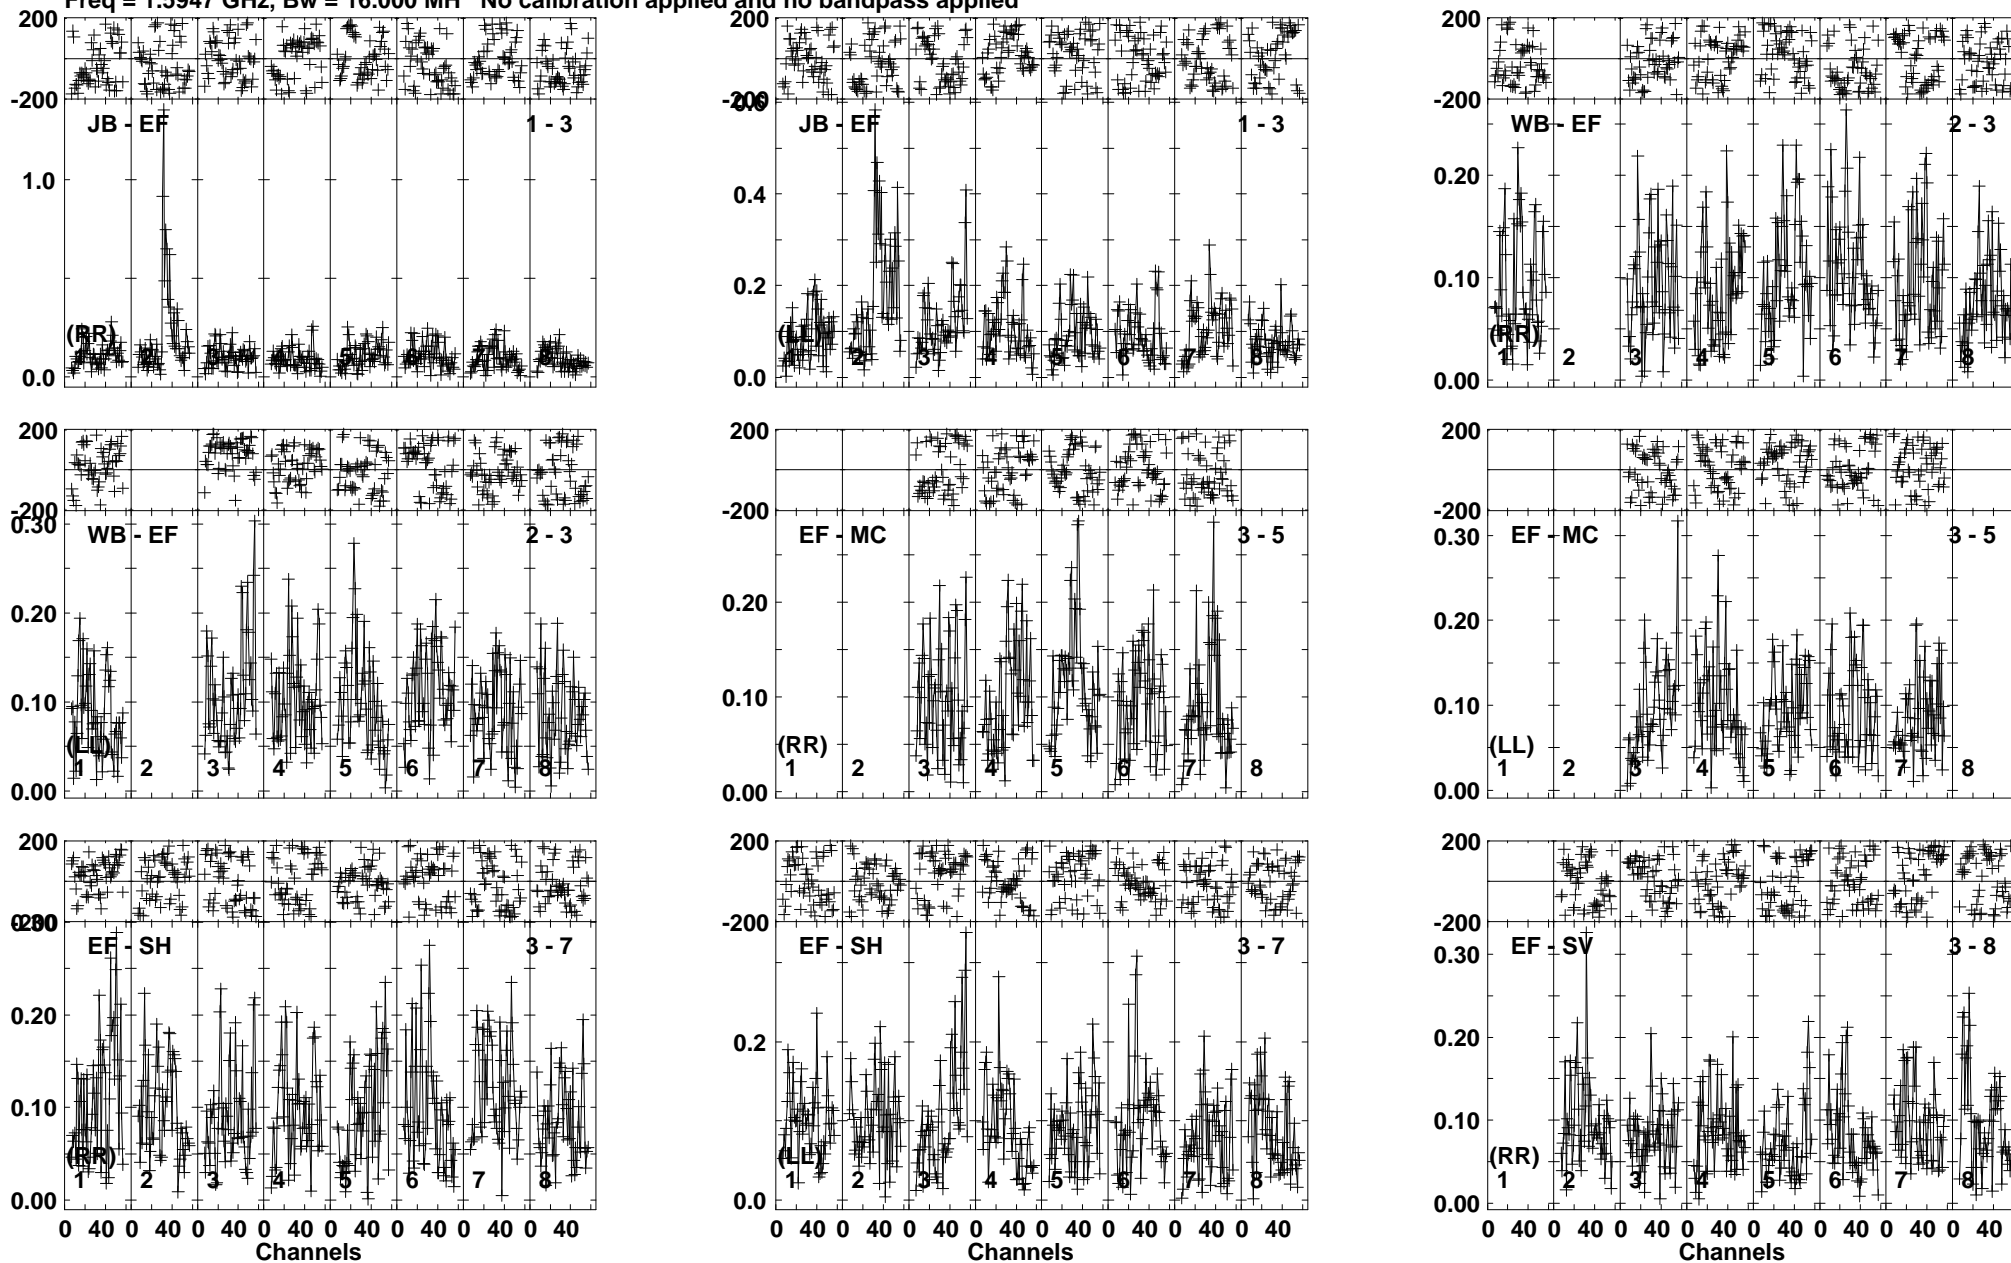 Freq = 1.5947 GHz, Bw = 16.000 MH No calibration applied and no bandpass applied
200 200 200
-200 -200 -200
JB - EF 1 - 3 0.6 JB - EF 1 - 3 WB - EF 2 - 3
1.0 0.4 0.20
0.2 0.10
(RR) (LL) (RR)
1 2 3 4 5 6 7 8 1 2 3 4 5 6 7 8 1 2 3 4 5 6 7 8
0.0 0.0 0.00
200 200 200
-200 -200 -200
0.30 WB - EF 2 - 3 EF - MC 3 - 5 0.30 EF - MC 3 - 5
0.20 0.20 0.20
0.10 0.10 0.10
(LL) (RR) (LL)
1 2 3 4 5 6 7 8 1 2 3 4 5 6 7 8 1 2 3 4 5 6 7 8
0.00 0.00 0.00
200 200 200
-200 -200 -200
0.30 EF - SH 3 - 7 EF - SH 3 - 7 0.30 EF - SV 3 - 8
0.20 0.2 0.20
0.10 0.10
(RR) (LL) (RR)
1 2 3 4 5 6 7 8 1 2 3 4 5 6 7 8 1 2 3 4 5 6 7 8
0.00 0.0 0.00
0 40 0 40 0 40 0 40 0 40 0 40 0 40 0 40 0 40 0 40 0 40 0 40 0 40 0 40 0 40 0 40 0 40 0 40 0 40 0 40 0 40 0 40 0 40 0 40
Channels Channels Channels